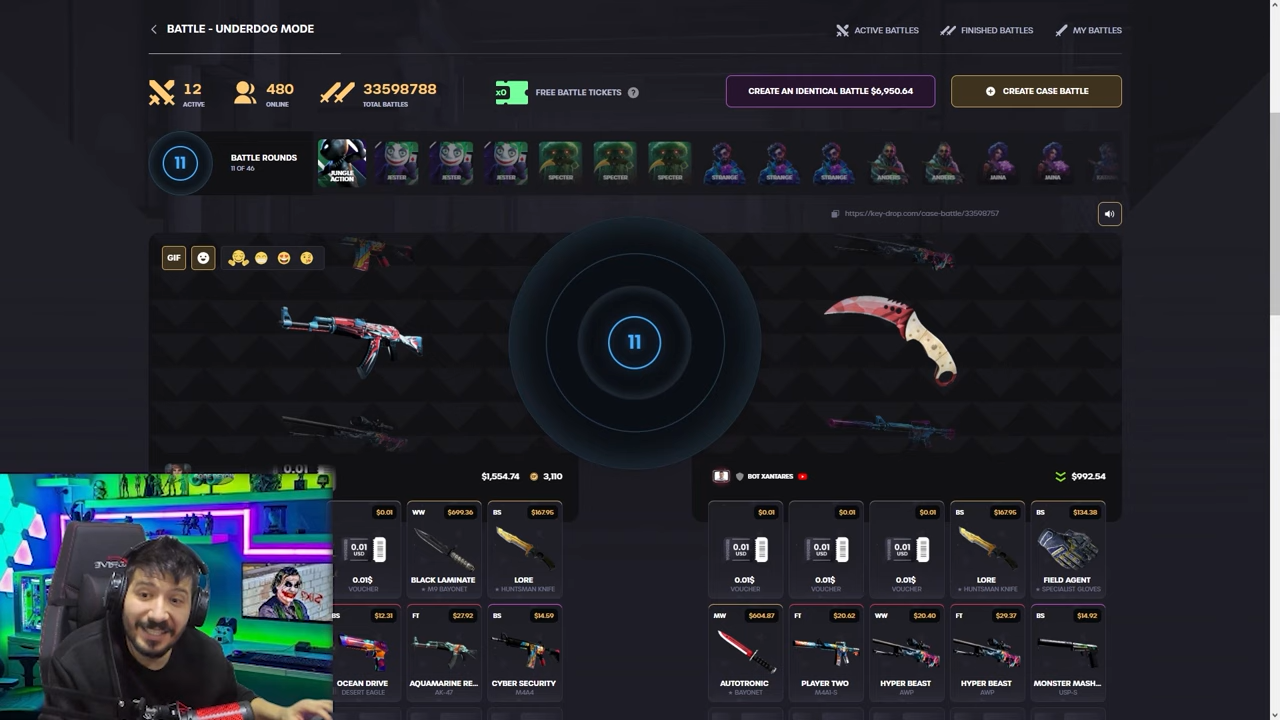 BATTLE - UNDERDOG MODE
ACTIVE BATTLES
FINISHED BATTLES
MY BATTLES
12
ACTIVE
480
ONLINE
33598788
TOTAL BATTLES
x0
FREE BATTLE TICKETS
?
CREATE AN IDENTICAL BATTLE $6,950.64
CREATE CASE BATTLE
11
BATTLE ROUNDS
11 OF 46
JUNGLE ACTION
JESTER
JESTER
JESTER
SPECTER
SPECTER
SPECTER
STRANGE
STRANGE
STRANGE
ANDERS
ANDERS
JAINA
JAINA
https://key-drop.com/case-battle/33598757
GIF
11
0.01
$1,554.74
3,110
BOT XANTARES
$992.54
$0.01
0.01 USD
0.01$
VOUCHER
WW
$699.36
BLACK LAMINATE
★ M9 BAYONET
BS
$167.95
LORE
★ HUNTSMAN KNIFE
$0.01
0.01 USD
0.01$
VOUCHER
$0.01
0.01 USD
0.01$
VOUCHER
$0.01
0.01 USD
0.01$
VOUCHER
BS
$167.95
LORE
★ HUNTSMAN KNIFE
BS
$134.38
FIELD AGENT
★ SPECIALIST GLOVES
BS
$12.31
OCEAN DRIVE
DESERT EAGLE
FT
$27.92
AQUAMARINE RE...
AK-47
BS
$14.59
CYBER SECURITY
M4A4
MW
$604.87
AUTOTRONIC
★ BAYONET
FT
$20.62
PLAYER TWO
M4A1-S
WW
$20.40
HYPER BEAST
AWP
FT
$29.37
HYPER BEAST
AWP
BS
$14.92
MONSTER MASH...
USP-S